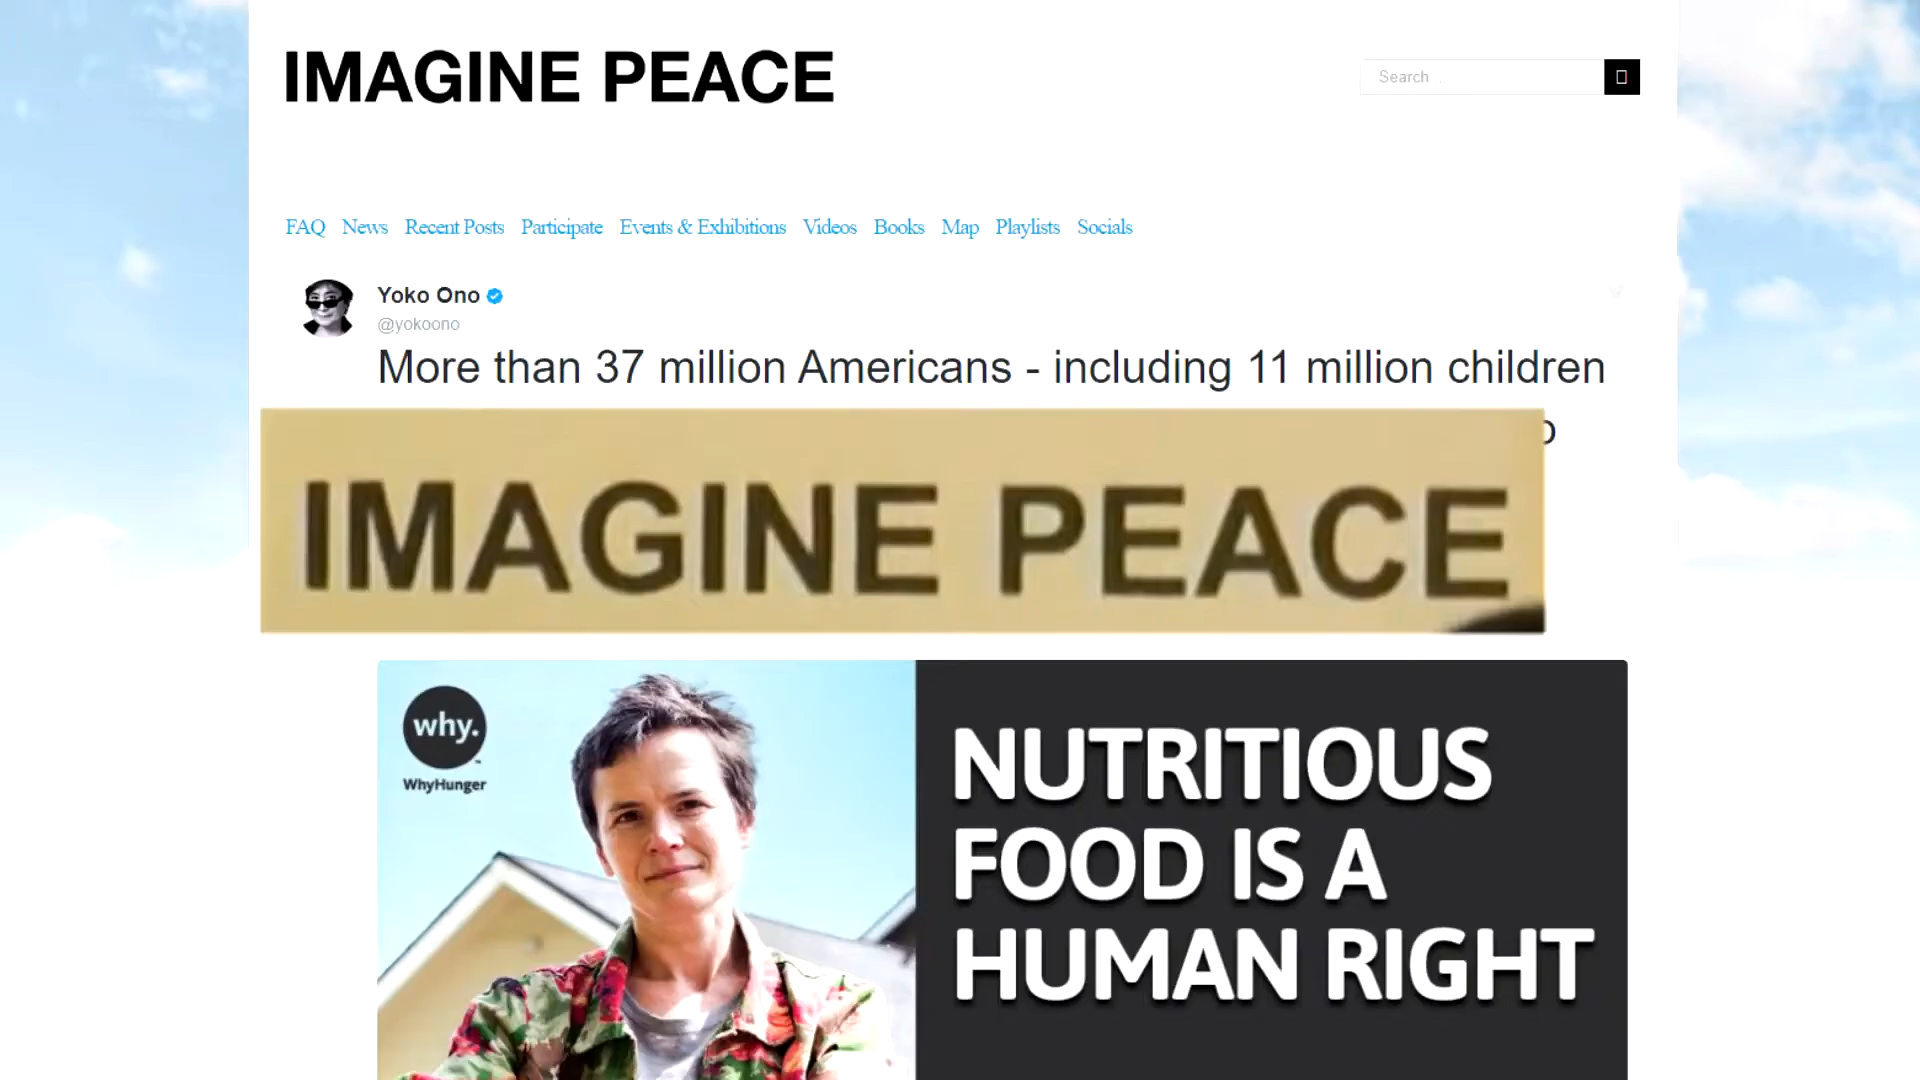 IMAGINE PEACE
Search
FAQ News Recent Posts Participate Events & Exhibitions Videos Books Map Playlists Socials
Yoko Ono
@yokoono
More than 37 million Americans - including 11 million children
IMAGINE PEACE
why.
WhyHunger
NUTRITIOUS
FOOD IS A
HUMAN RIGHT